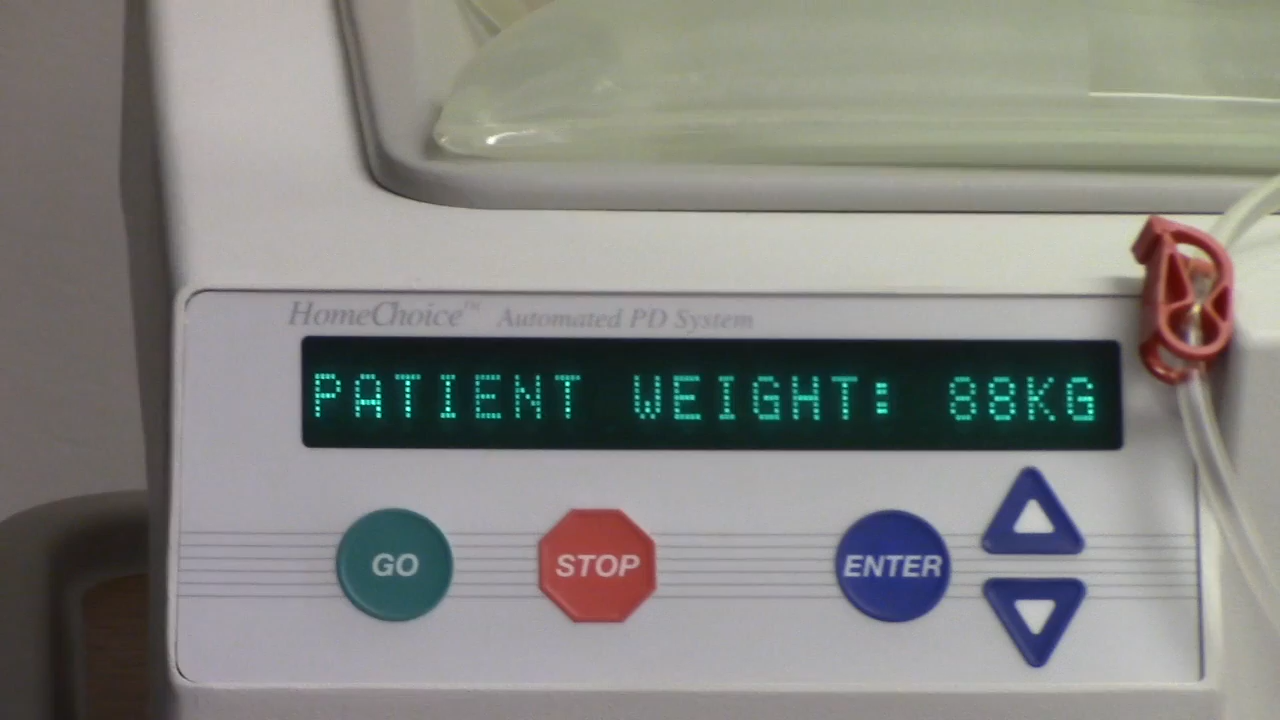 HomeChoice™ Automated PD System
PATIENT WEIGHT: 88KG
GO STOP ENTER